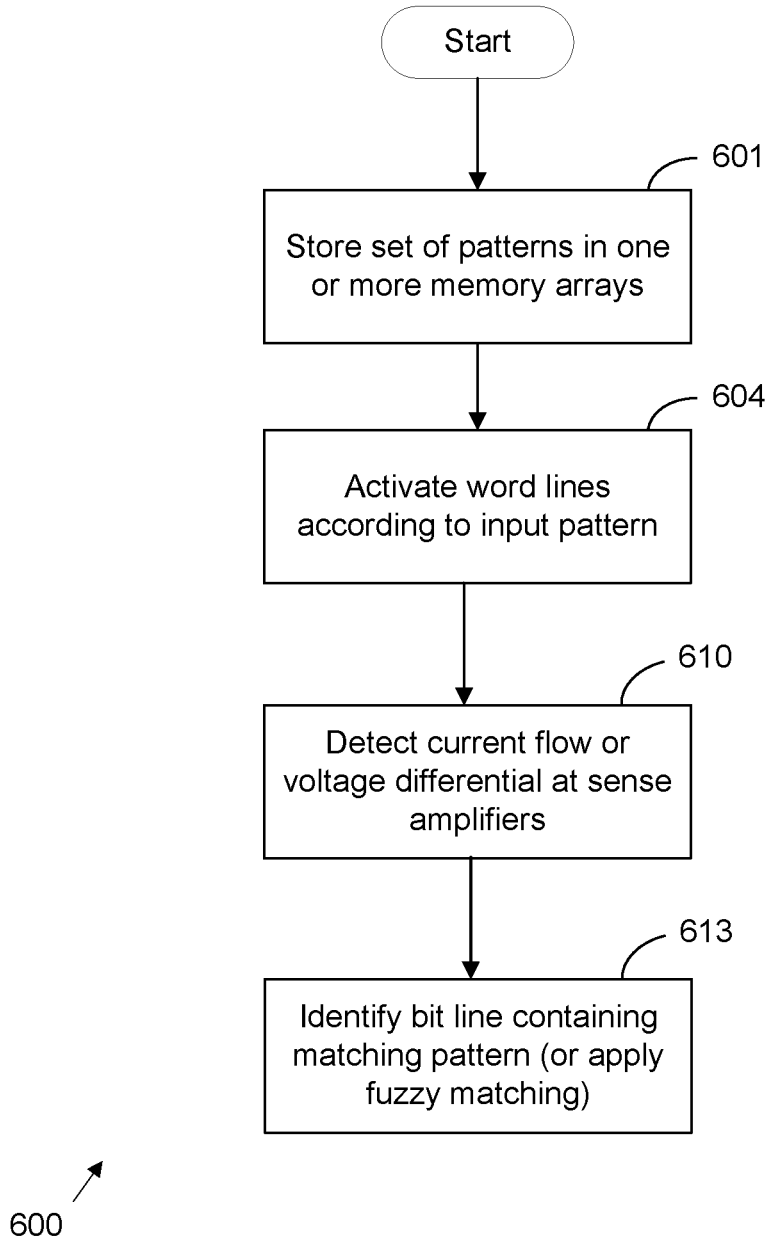 Start
601
Store set of patterns in one
or more memory arrays
604
Activate word lines
according to input pattern
610
Detect current flow or
voltage differential at sense
amplifiers
613
Identify bit line containing
matching pattern (or apply
fuzzy matching)
600